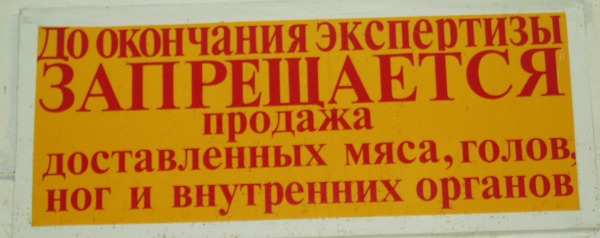 До окончания экспертизы
ЗАПРЕЩАЕТСЯ
продажа
доставленных мяса, голов,
ног и внутренних органов